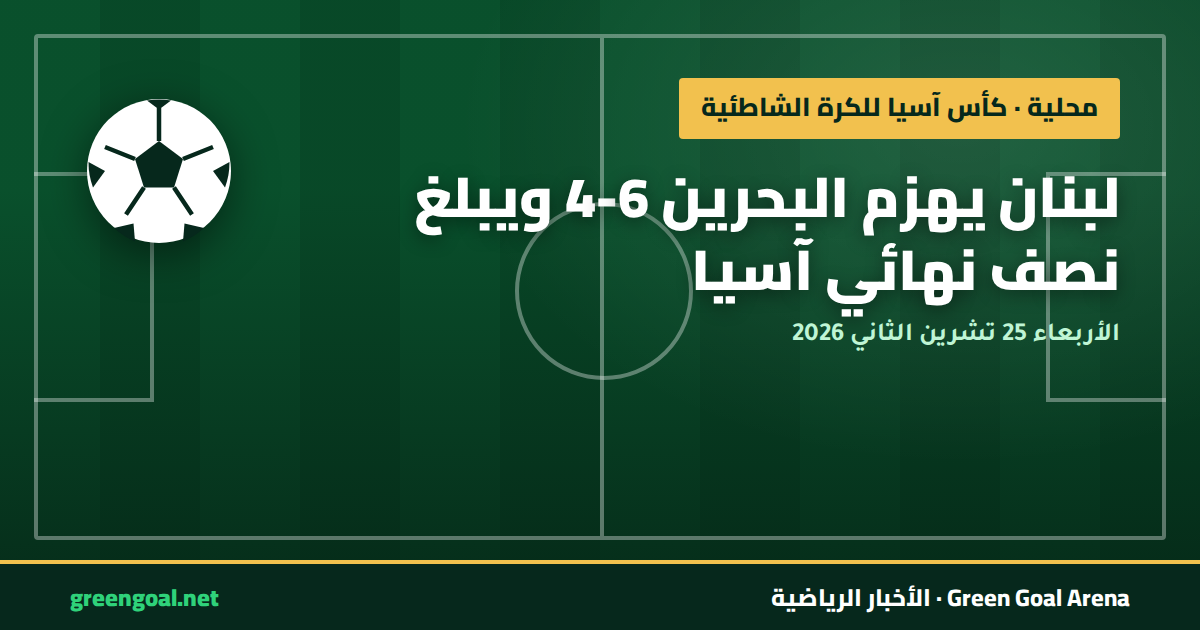 محلية · كأس آسيا للكرة الشاطئية
لبنان يهزم البحرين 6-4 ويبلغ
نصف نهائي آسيا
الأربعاء 25 تشرين الثاني 2026
الأخبار الرياضية · Green Goal Arena
greengoal.net